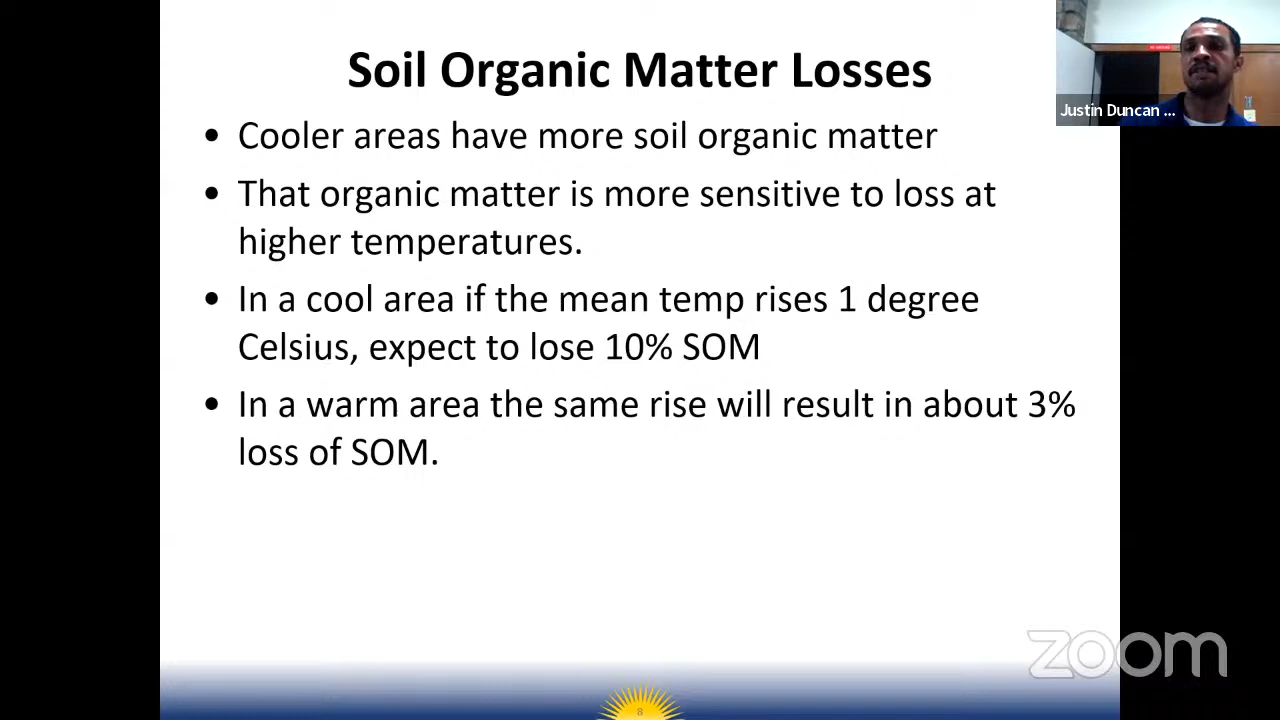 Soil Organic Matter Losses
• Cooler areas have more soil organic matter
• That organic matter is more sensitive to loss at
higher temperatures.
• In a cool area if the mean temp rises 1 degree
Celsius, expect to lose 10% SOM
• In a warm area the same rise will result in about 3%
loss of SOM.
Justin Duncan ...
zoom
8